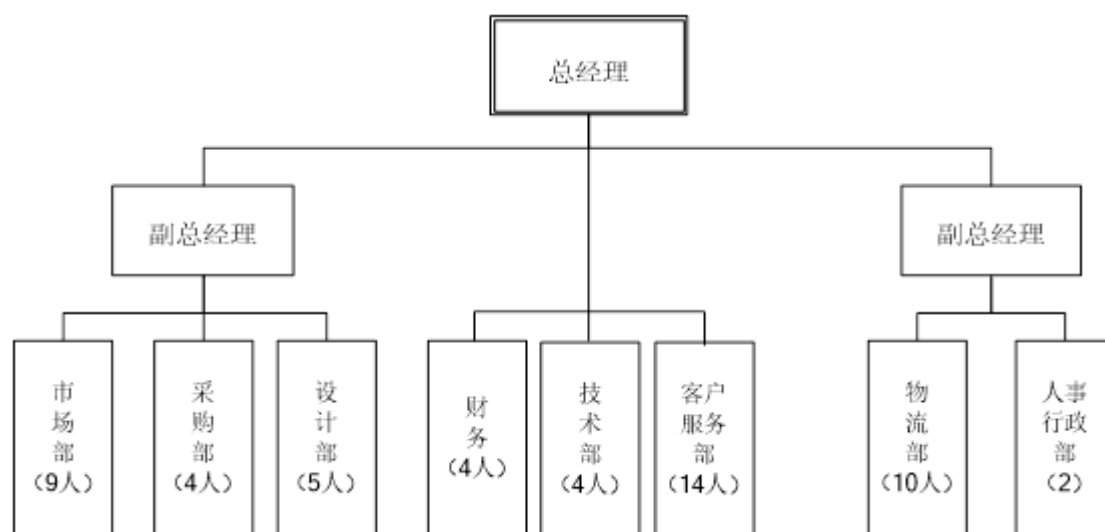 总经理
副总经理
副总经理
市
场
部
（9人）
采
购
部
（4人）
设
计
部
（5人）
财
务
（4人）
技
术
部
（4人）
客户
服务
部
（14人）
物
流
部
（10人）
人事
行政
部
（2）